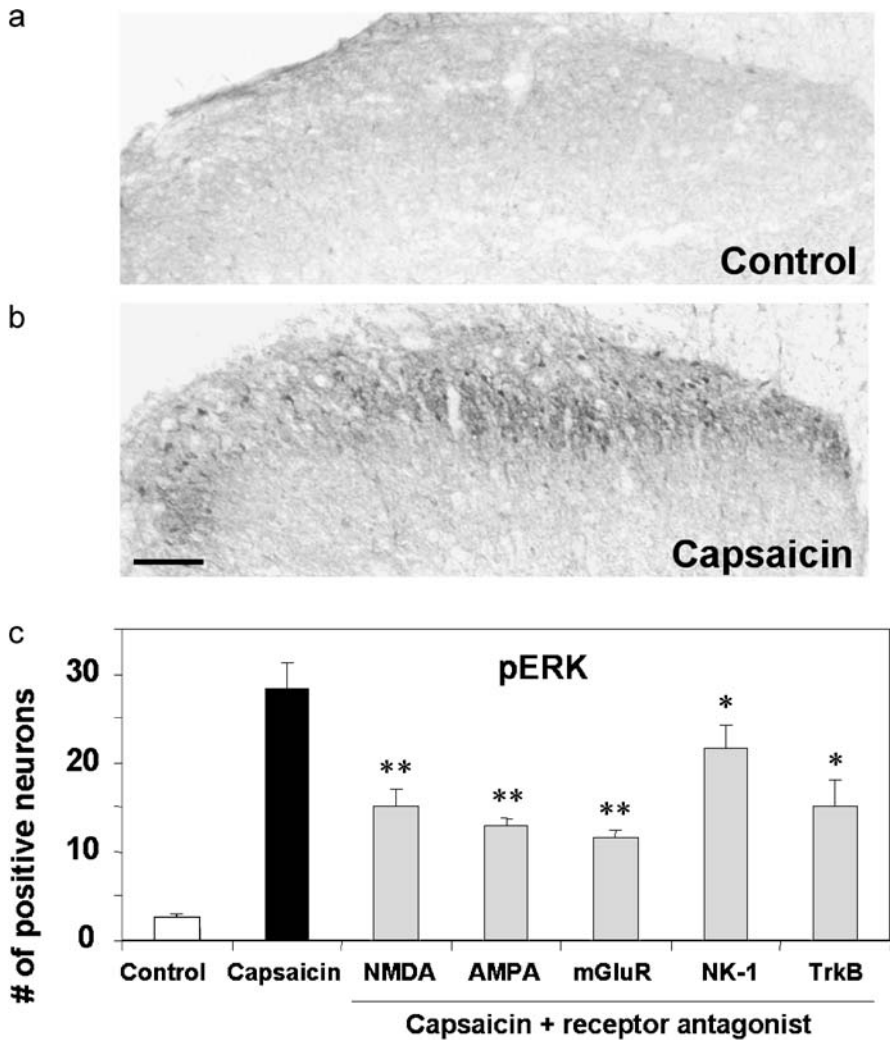 a
Control
b
Capsaicin
c
pERK
# of positive neurons
30
20
10
0
**
**
**
*
*
Control Capsaicin NMDA AMPA mGluR NK-1 TrkB
Capsaicin + receptor antagonist